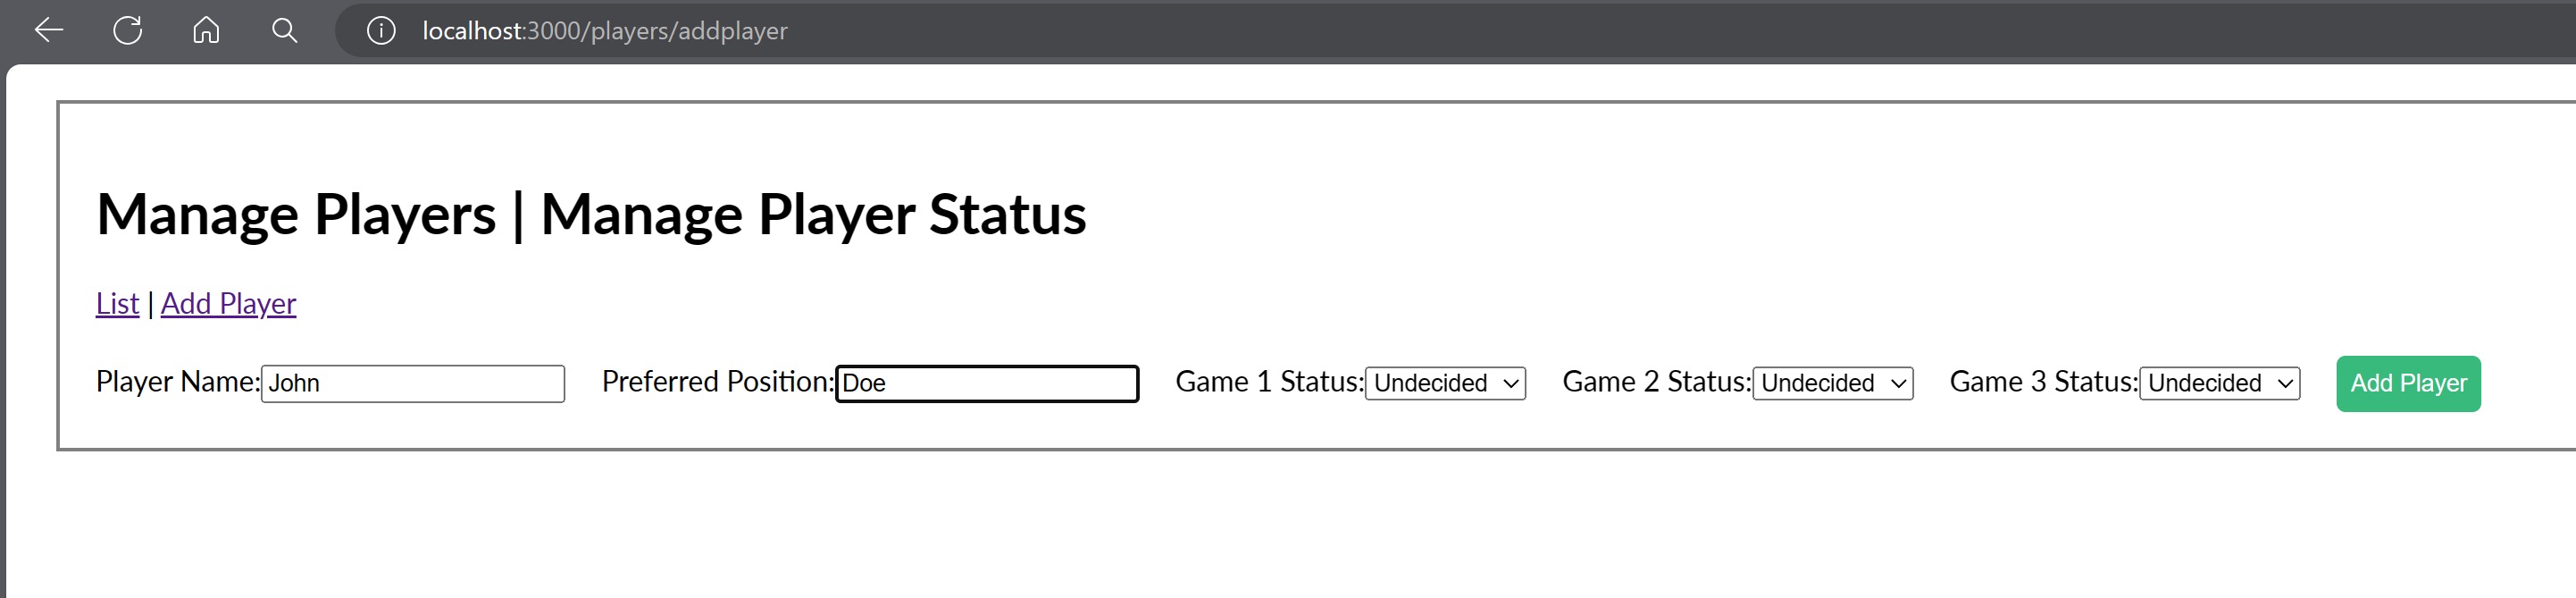 localhost:3000/players/addplayer
Manage Players | Manage Player Status
List | Add Player
Player Name: John Preferred Position: Doe Game 1 Status: Undecided Game 2 Status: Undecided Game 3 Status: Undecided Add Player